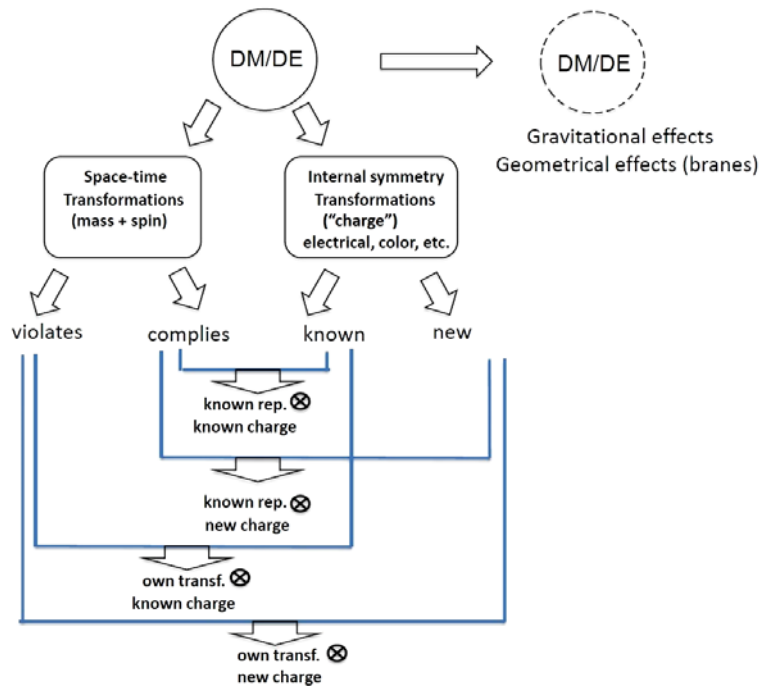 DM/DE
DM/DE
Gravitational effects
Geometrical effects (branes)
Space-time
Transformations
(mass + spin)
Internal symmetry
Transformations
(“charge”)
electrical, color, etc.
violates
complies
known
new
known rep. ⊗
known charge
known rep. ⊗
new charge
own transf. ⊗
known charge
own transf. ⊗
new charge